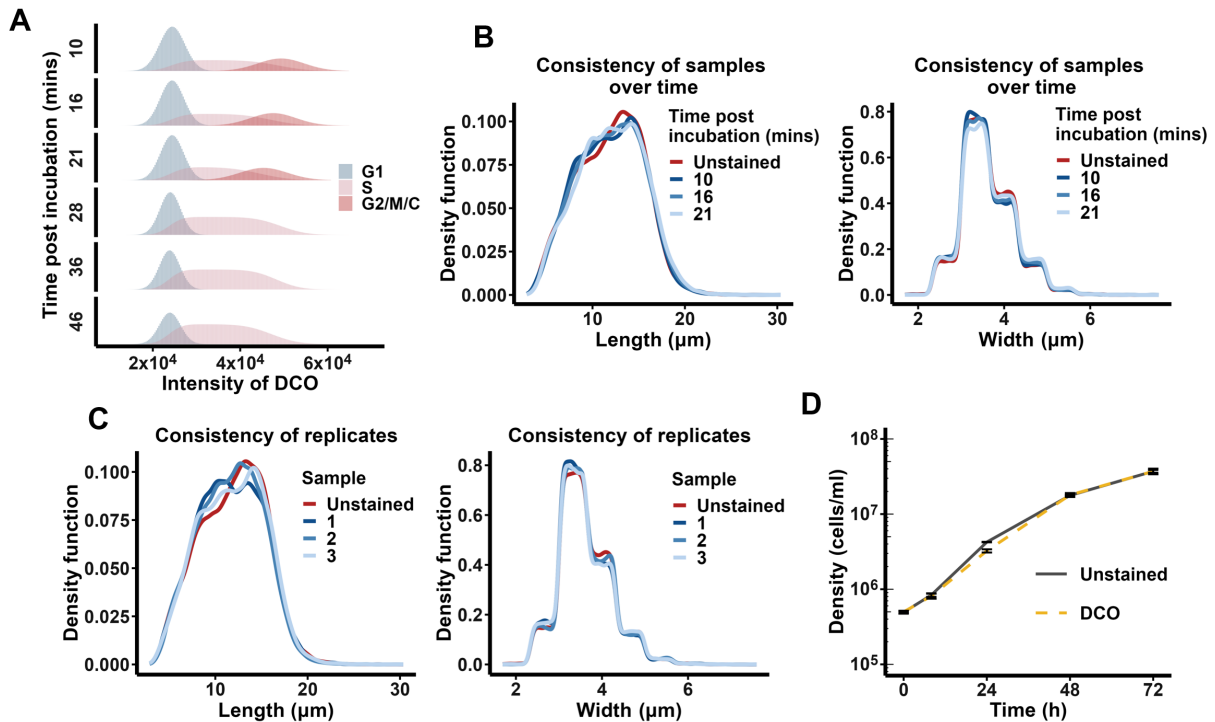 A
Time post incubation (mins)
10
16
21
28
36
46
G1
S
G2/M/C
2x10⁴
4x10⁴
6x10⁴
Intensity of DCO
B
Consistency of samples
over time
Density function
0.100
0.075
0.050
0.025
0.000
Time post
incubation (mins)
Unstained
10
16
21
10
20
30
Length (μm)
Consistency of samples
over time
Density function
0.8
0.6
0.4
0.2
0.0
Time post
incubation (mins)
Unstained
10
16
21
2
4
6
Width (μm)
C
Consistency of replicates
Density function
0.100
0.075
0.050
0.025
0.000
Sample
Unstained
1
2
3
10
20
30
Length (μm)
Consistency of replicates
Density function
0.8
0.6
0.4
0.2
0.0
Sample
Unstained
1
2
3
2
4
6
Width (μm)
D
Density (cells/ml)
10⁸
10⁷
10⁶
10⁵
Unstained
DCO
0
24
48
72
Time (h)